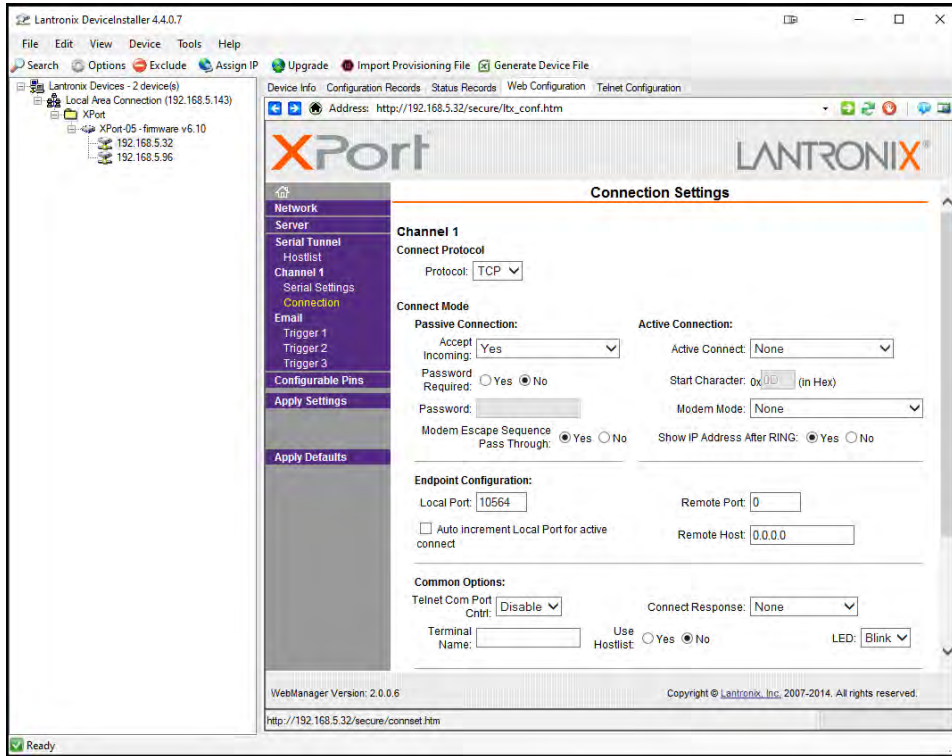 Lantronix DeviceInstaller 4.4.0.7
File Edit View Device Tools Help
Search Options Exclude Assign IP Upgrade Import Provisioning File Generate Device File
Lantronix Devices - 2 device(s)
Local Area Connection (192.168.5.143)
XPort
XPort-05 - firmware v6.10
192.168.5.32
192.168.5.96
Device Info Configuration Records Status Records Web Configuration Telnet Configuration
Address: http://192.168.5.32/secure/ltx_conf.htm
XPort LANTRONIX®
Network
Server
Serial Tunnel
Hostlist
Channel 1
Serial Settings
Connection
Email
Trigger 1
Trigger 2
Trigger 3
Configurable Pins
Apply Settings
Apply Defaults
Connection Settings
Channel 1
Connect Protocol
Protocol: TCP
Connect Mode
Passive Connection: Active Connection:
Accept
Incoming: Yes Active Connect: None
Password
Required: Yes No Start Character: 0x 0D (in Hex)
Password: Modem Mode: None
Modem Escape Sequence
Pass Through: Yes No Show IP Address After RING: Yes No
Endpoint Configuration:
Local Port: 10564 Remote Port: 0
Auto increment Local Port for active
connect Remote Host: 0.0.0.0
Common Options:
Telnet Com Port
Cntrl: Disable Connect Response: None
Terminal
Name: Use
Hostlist: Yes No LED: Blink
WebManager Version: 2.0.0.6 Copyright © Lantronix, Inc. 2007-2014. All rights reserved.
http://192.168.5.32/secure/connset.htm
Ready